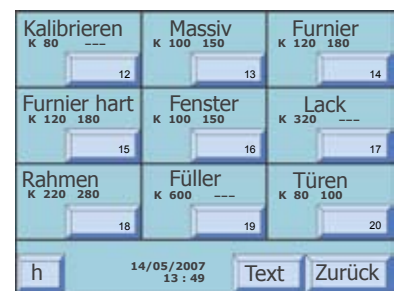 Kalibrieren Massiv Furnier
K 80 --- K 100 150 K 120 180
12 13 14
Furnier hart Fenster Lack
K 120 180 K 100 150 K 320 ---
15 16 17
Rahmen Füller Türen
K 220 280 K 600 --- K 80 100
18 19 20
h 14/05/2007 Text Zurück
13 : 49